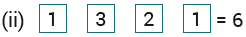 (ii) 1 3 2 1 = 6